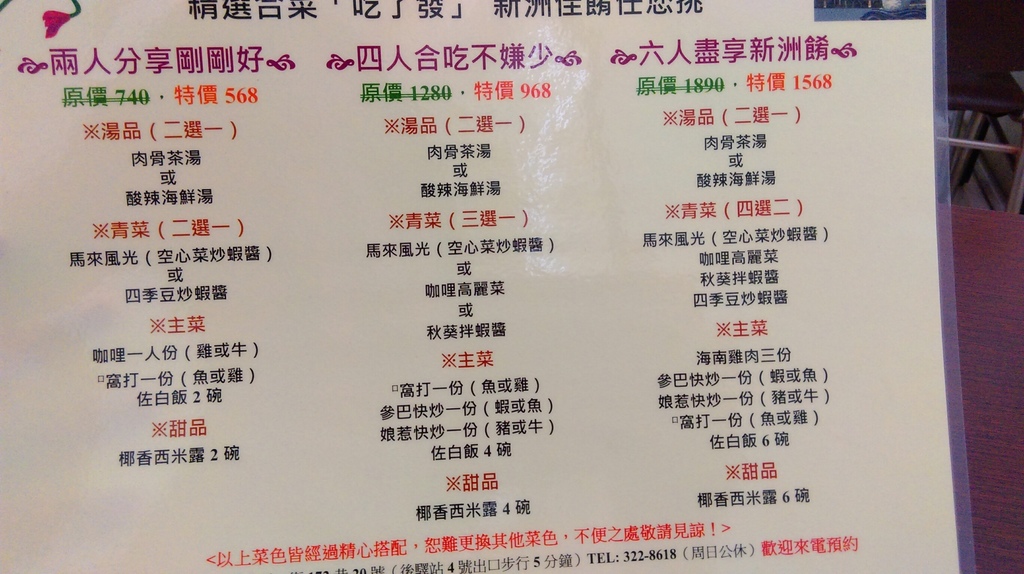 精選合菜「吃了發」 新洲佳餚任您挑
兩人分享剛剛好
原價 740．特價 568
※湯品（二選一）
肉骨茶湯
或
酸辣海鮮湯
※青菜（二選一）
馬來風光（空心菜炒蝦醬）
或
四季豆炒蝦醬
※主菜
咖哩一人份（雞或牛）
□窩打一份（魚或雞）
佐白飯 2 碗
※甜品
椰香西米露 2 碗
四人合吃不嫌少
原價 1280．特價 968
※湯品（二選一）
肉骨茶湯
或
酸辣海鮮湯
※青菜（三選一）
馬來風光（空心菜炒蝦醬）
或
咖哩高麗菜
或
秋葵拌蝦醬
※主菜
□窩打一份（魚或雞）
參巴快炒一份（蝦或魚）
娘惹快炒一份（豬或牛）
佐白飯 4 碗
※甜品
椰香西米露 4 碗
六人盡享新洲餚
原價 1890．特價 1568
※湯品（二選一）
肉骨茶湯
或
酸辣海鮮湯
※青菜（四選二）
馬來風光（空心菜炒蝦醬）
咖哩高麗菜
秋葵拌蝦醬
四季豆炒蝦醬
※主菜
海南雞肉三份
參巴快炒一份（蝦或魚）
娘惹快炒一份（豬或牛）
□窩打一份（魚或雞）
佐白飯 6 碗
※甜品
椰香西米露 6 碗
<以上菜色皆經過精心搭配，恕難更換其他菜色，不便之處敬請見諒！>
號（後驛站 4 號出口步行 5 分鐘）TEL: 322-8618（周日公休）歡迎來電預約